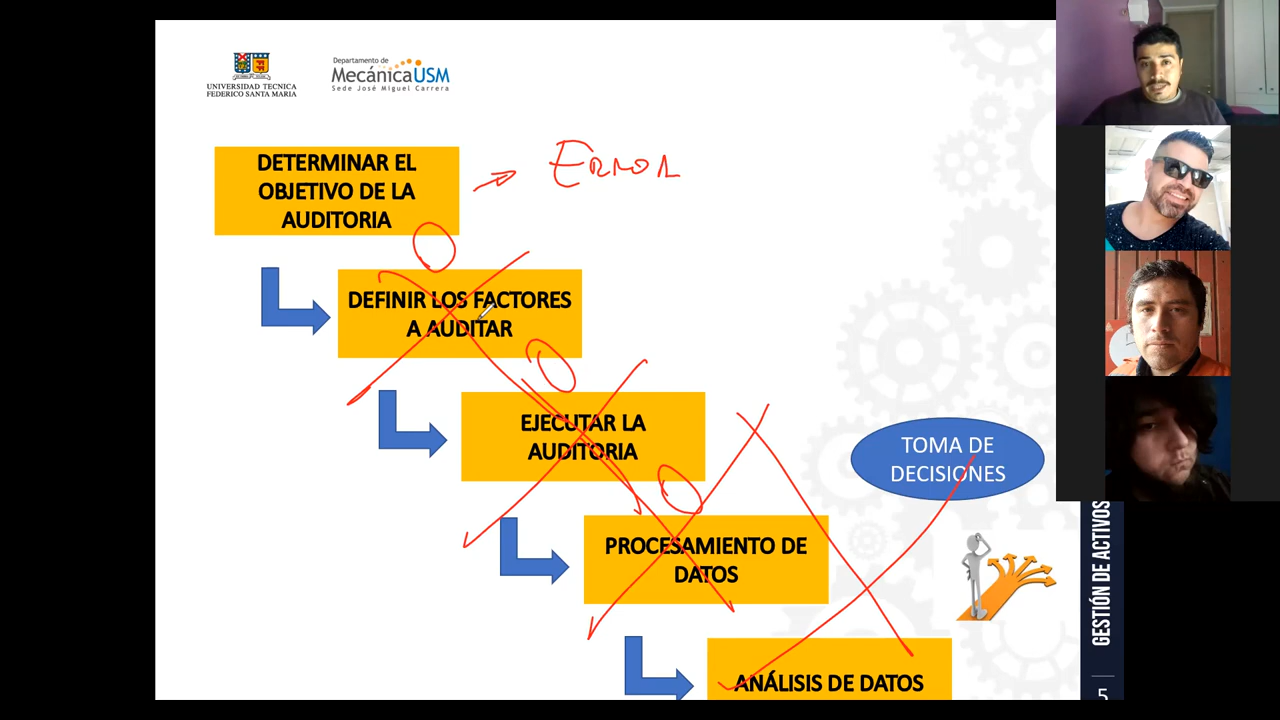 UNIVERSIDAD TECNICA
FEDERICO SANTA MARIA
Departamento de
MecánicaUSM
Sede José Miguel Carrera
DETERMINAR EL
OBJETIVO DE LA
AUDITORIA
ERROR
DEFINIR LOS FACTORES
A AUDITAR
EJECUTAR LA
AUDITORIA
TOMA DE
DECISIONES
PROCESAMIENTO DE
DATOS
ANÁLISIS DE DATOS
GESTIÓN DE ACTIVOS
5